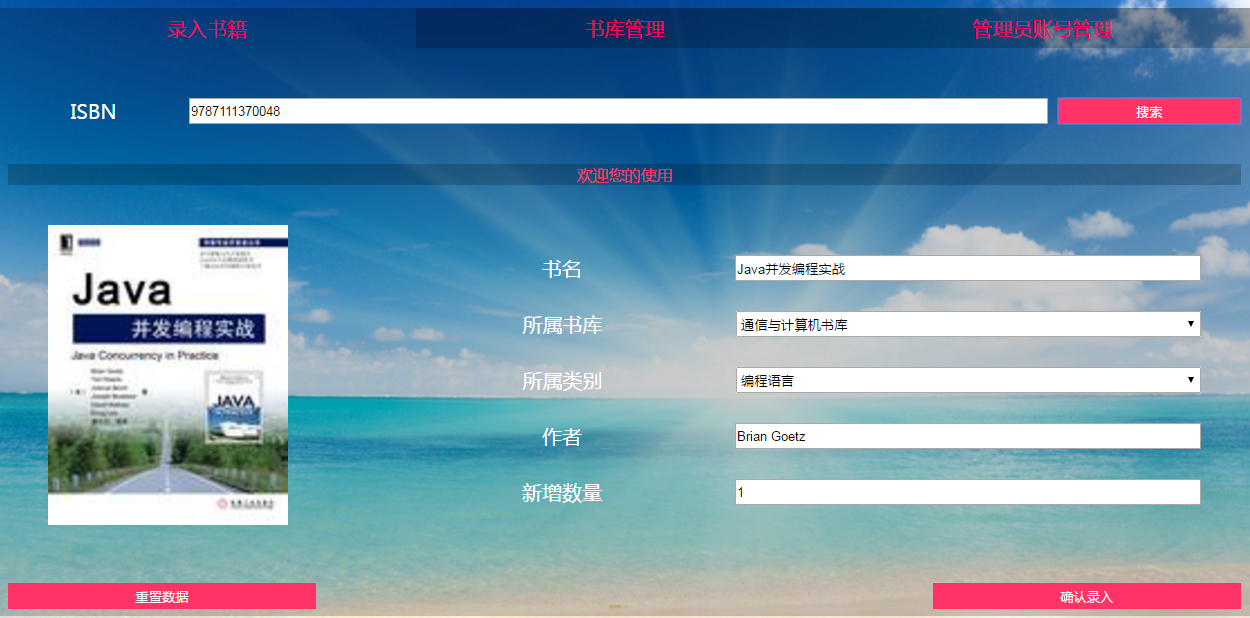 录入书籍
书库管理
管理员账号管理
ISBN
9787111370048
搜索
欢迎您的使用
Java
并发编程实战
Java Concurrency in Practice
JAVA
书名
Java并发编程实战
所属书库
通信与计算机书库
所属类别
编程语言
作者
Brian Goetz
新增数量
1
重置数据
确认录入